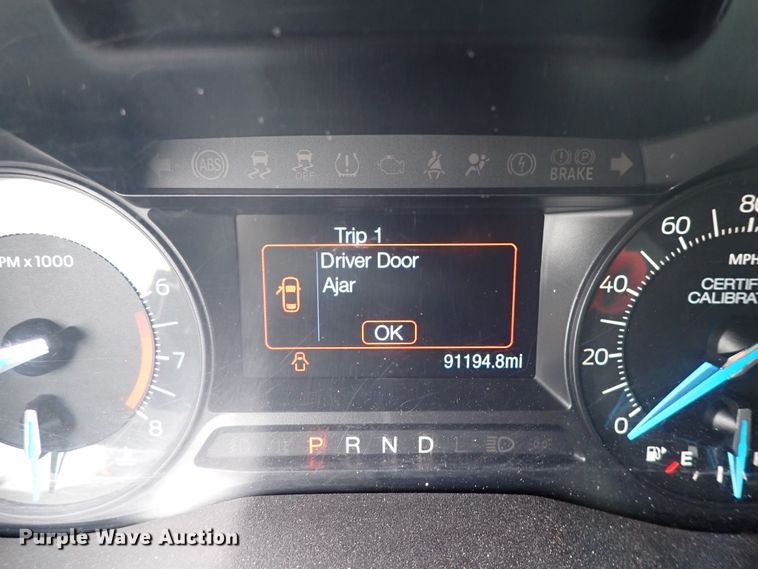 ABS
OFF
BRAKE
Trip 1
Driver Door
Ajar
OK
91194.8mi
PM x 1000
6
7
8
0
20
40
60
80
MPH
CERTIF
CALIBRAT
P R N D L
E
Purple Wave Auction